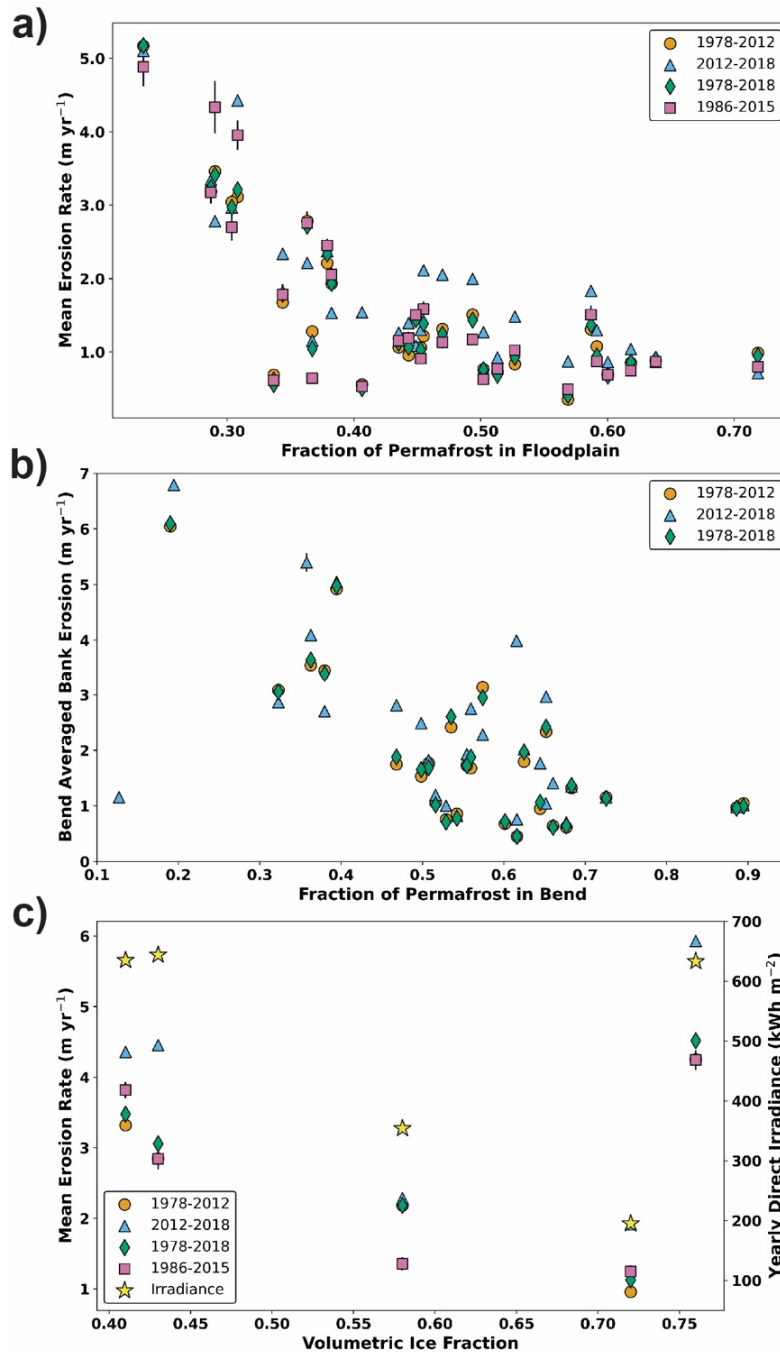 a)
1978-2012
2012-2018
1978-2018
1986-2015
5.0
4.0
3.0
2.0
1.0
Mean Erosion Rate (m yr⁻¹)
0.30 0.40 0.50 0.60 0.70
Fraction of Permafrost in Floodplain
b)
1978-2012
2012-2018
1978-2018
7
6
5
4
3
2
1
0
Bend Averaged Bank Erosion (m yr⁻¹)
0.1 0.2 0.3 0.4 0.5 0.6 0.7 0.8 0.9
Fraction of Permafrost in Bend
c)
6
5
4
3
2
1
Mean Erosion Rate (m yr⁻¹)
700
600
500
400
300
200
100
Yearly Direct Irradiance (kWh m⁻²)
1978-2012
2012-2018
1978-2018
1986-2015
Irradiance
0.40 0.45 0.50 0.55 0.60 0.65 0.70 0.75
Volumetric Ice Fraction